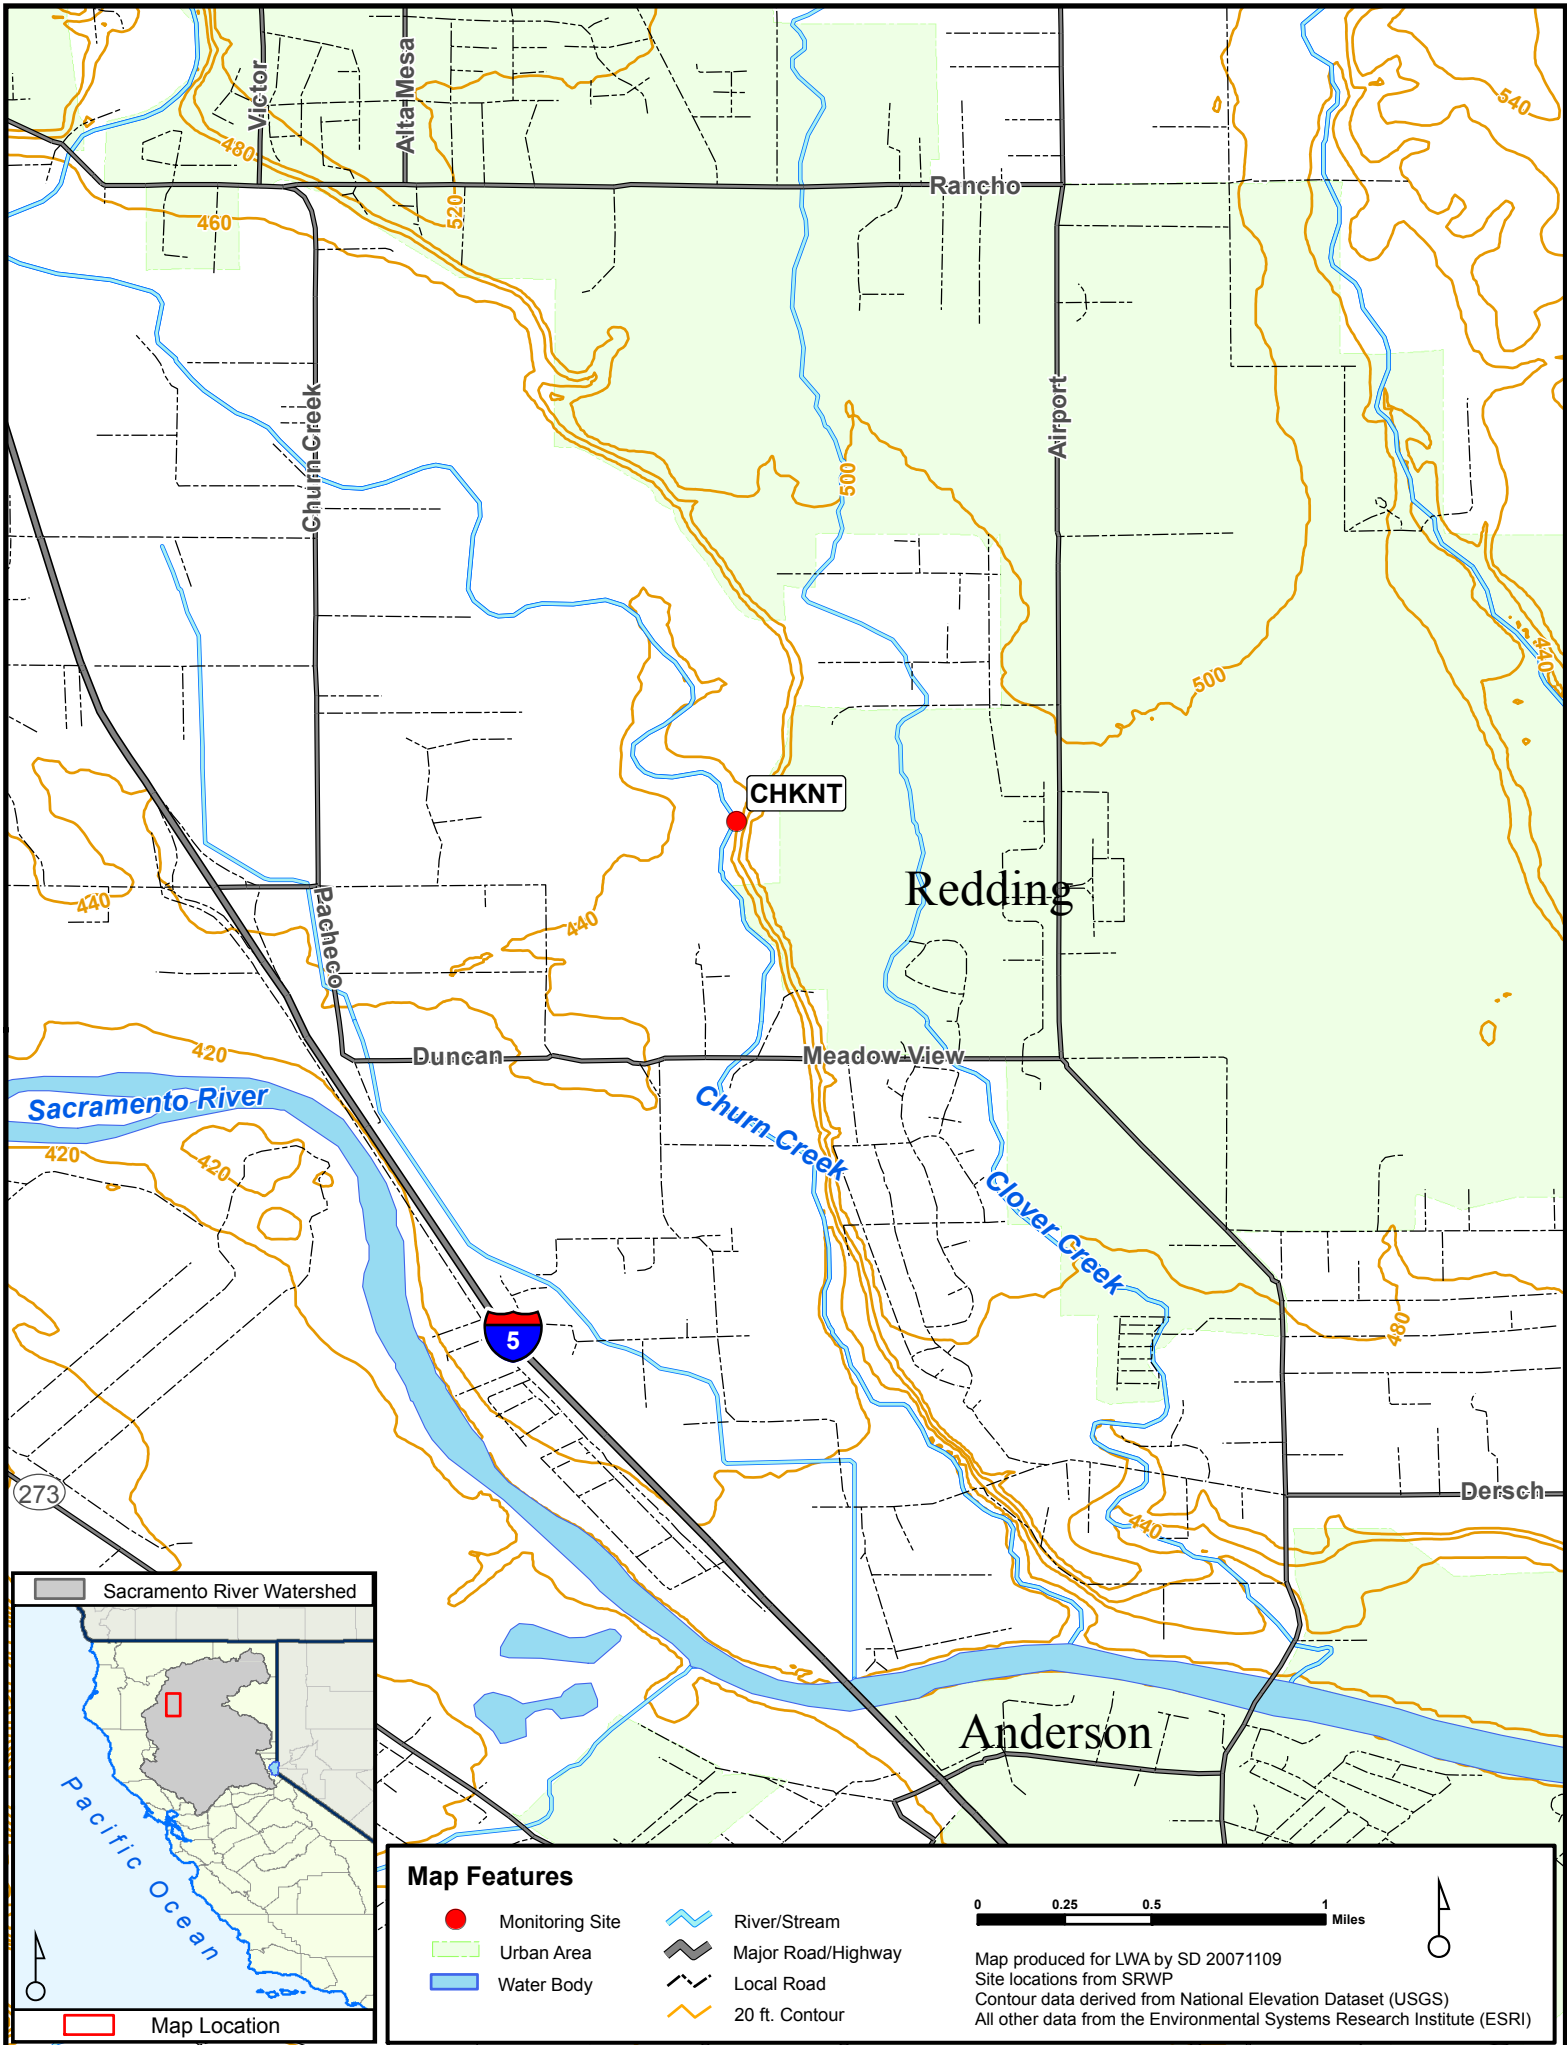 Victor
Alta Mesa
540
480
Rancho
520
460
Churn Creek
Airport
500
440
500
CHKNT
Redding
440
Pacheco
440
420
Duncan
Meadow View
Sacramento River
Churn Creek
420
420
Clover Creek
480
5
273
Dersch
440
Anderson
Sacramento River Watershed
Pacific Ocean
Map Location
Map Features
Monitoring Site
Urban Area
Water Body
River/Stream
Major Road/Highway
Local Road
20 ft. Contour
0 0.25 0.5 1
Miles
Map produced for LWA by SD 20071109
Site locations from SRWP
Contour data derived from National Elevation Dataset (USGS)
All other data from the Environmental Systems Research Institute (ESRI)